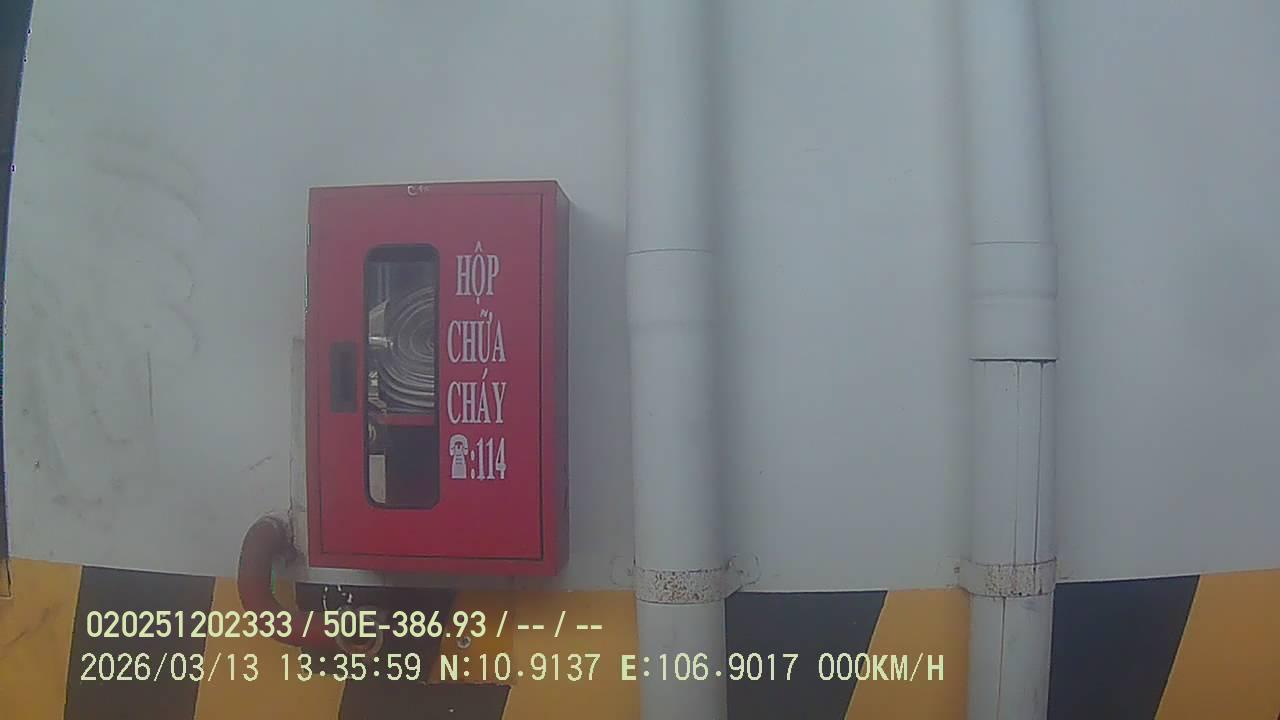 HỘP
CHỮA
CHÁY
☎:114
020251202333 / 50E-386.93 / -- / --
2026/03/13 13:35:59 N:10.9137 E:106.9017 000KM/H